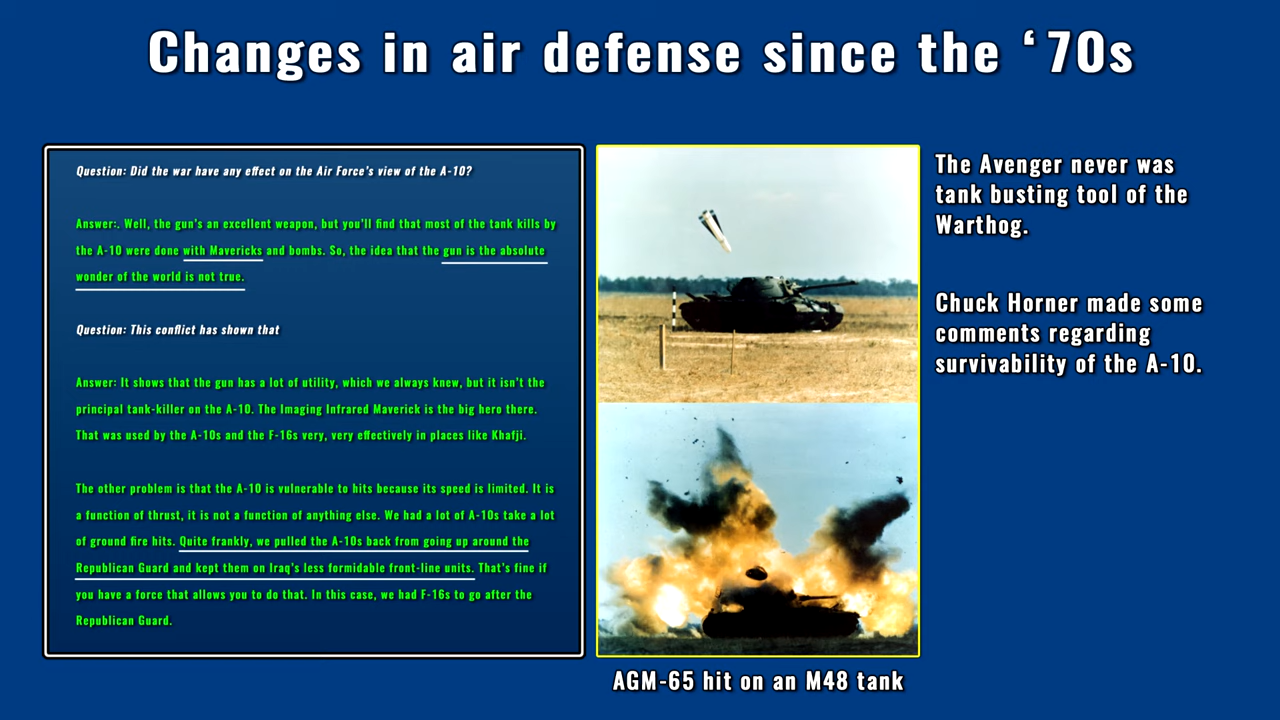 Changes in air defense since the ‘70s
Question: Did the war have any effect on the Air Force’s view of the A-10?
Answer:. Well, the gun’s an excellent weapon, but you’ll find that most of the tank kills by
the A-10 were done with Mavericks and bombs. So, the idea that the gun is the absolute
wonder of the world is not true.
Question: This conflict has shown that
Answer: It shows that the gun has a lot of utility, which we always knew, but it isn’t the
principal tank-killer on the A-10. The Imaging Infrared Maverick is the big hero there.
That was used by the A-10s and the F-16s very, very effectively in places like Khafji.
The other problem is that the A-10 is vulnerable to hits because its speed is limited. It is
a function of thrust, it is not a function of anything else. We had a lot of A-10s take a lot
of ground fire hits. Quite frankly, we pulled the A-10s back from going up around the
Republican Guard and kept them on Iraq’s less formidable front-line units. That’s fine if
you have a force that allows you to do that. In this case, we had F-16s to go after the
Republican Guard.
AGM-65 hit on an M48 tank
The Avenger never was
tank busting tool of the
Warthog.
Chuck Horner made some
comments regarding
survivability of the A-10.